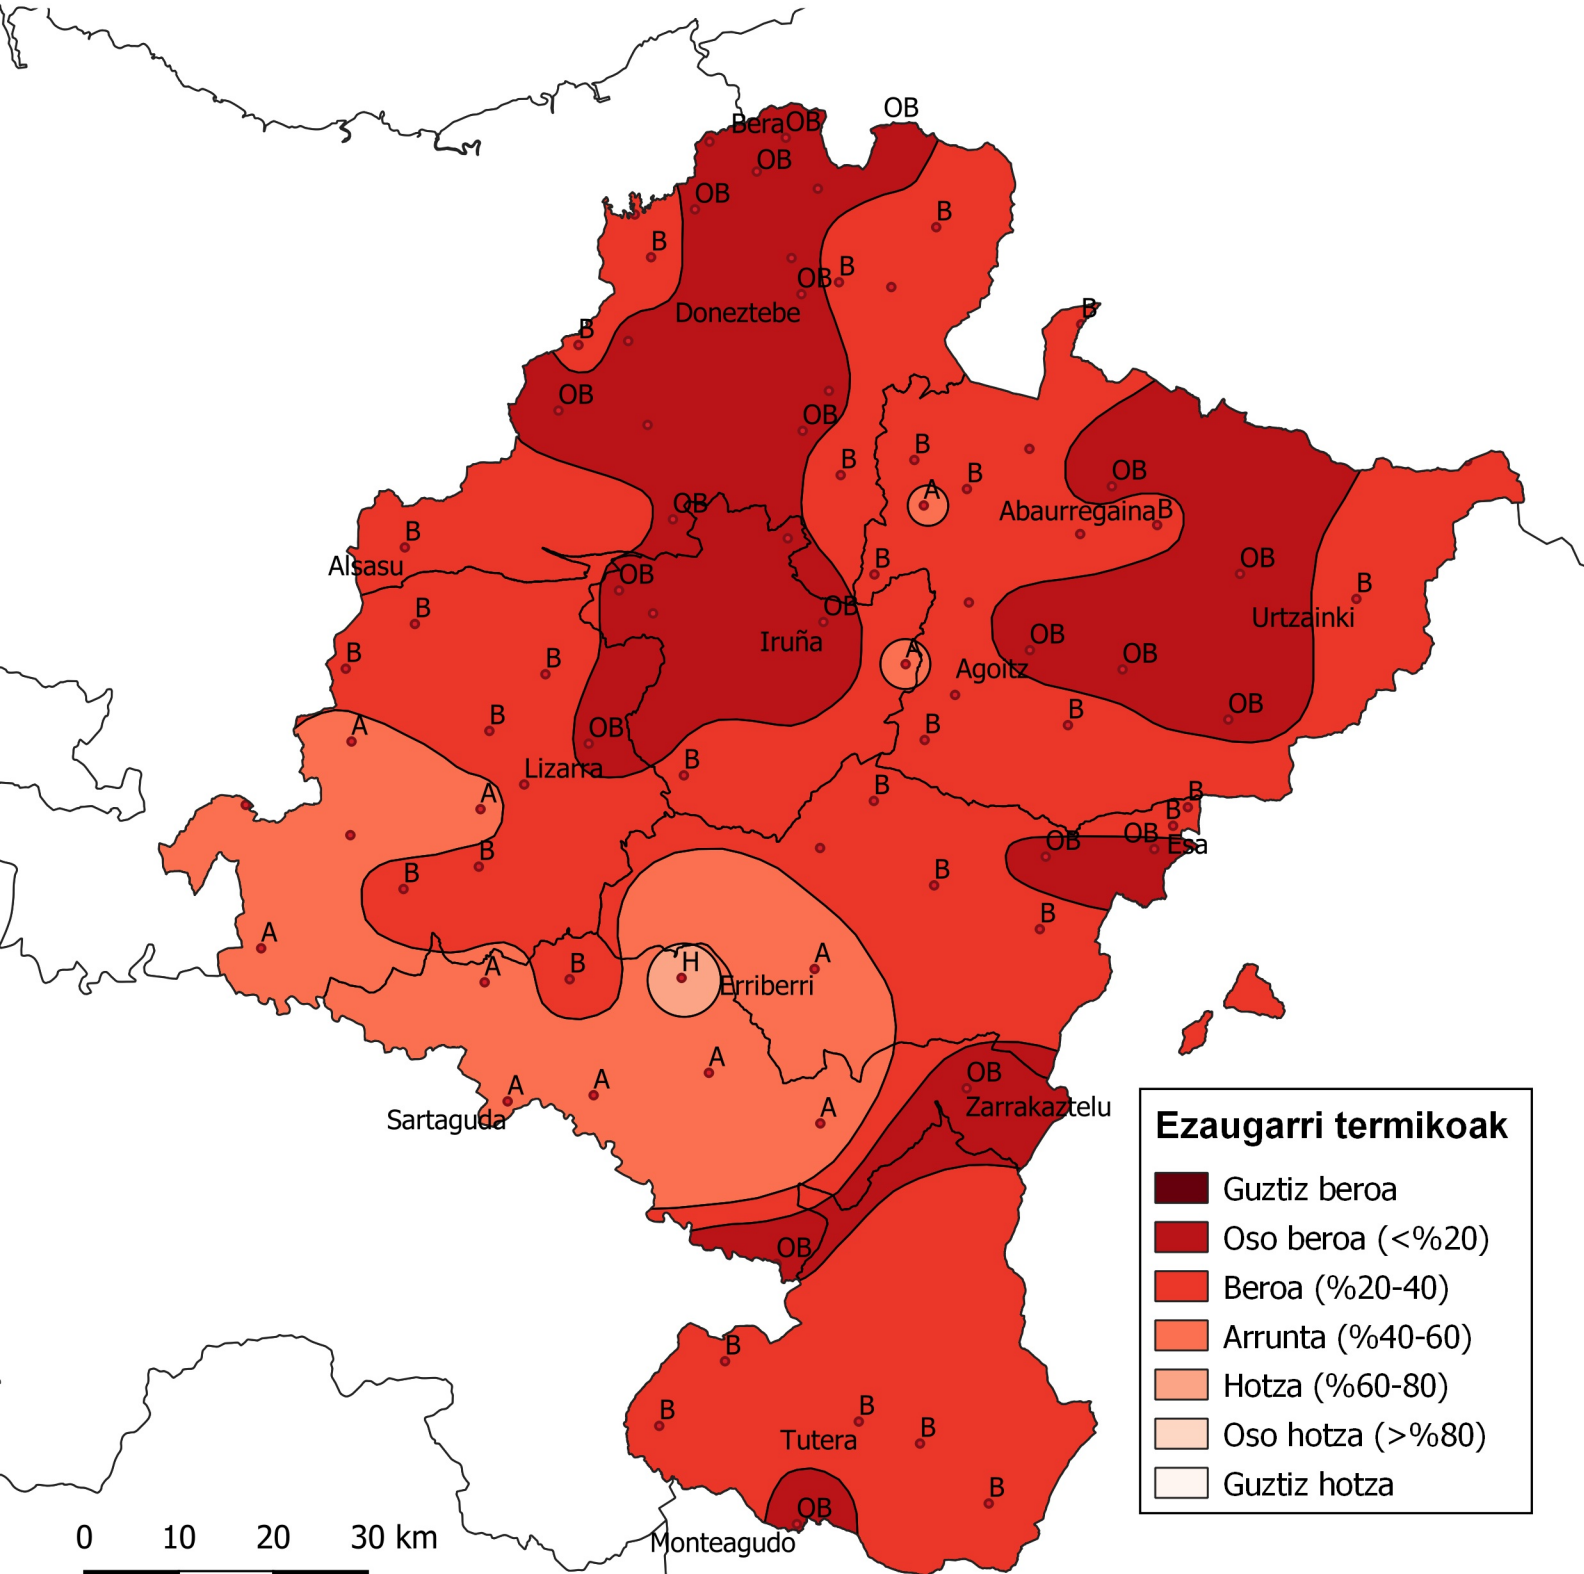 OB
Bera OB
OB
OB
B
B
B
OB
Doneztebe
B
B
OB
OB
B
B
B
A
OB
OB
Abaurregaina B
B
Alsasu
B
OB
OB
B
B
OB
Urtzainki
Iruña
OB
B
B
A
OB
Agoitz
OB
B
A
OB
B
B
Lizarra
B
B
A
B
B
B
OB
OB
Esa
B
B
B
B
A
A
B
H
A
Erriberri
A
OB
A
A
A
Zarrakaztelu
Sartaguda
OB
B
B
B
B
Tutera
B
OB
Monteagudo
Ezaugarri termikoak
Guztiz beroa
Oso beroa (<%20)
Beroa (%20-40)
Arrunta (%40-60)
Hotza (%60-80)
Oso hotza (>%80)
Guztiz hotza
0 10 20 30 km